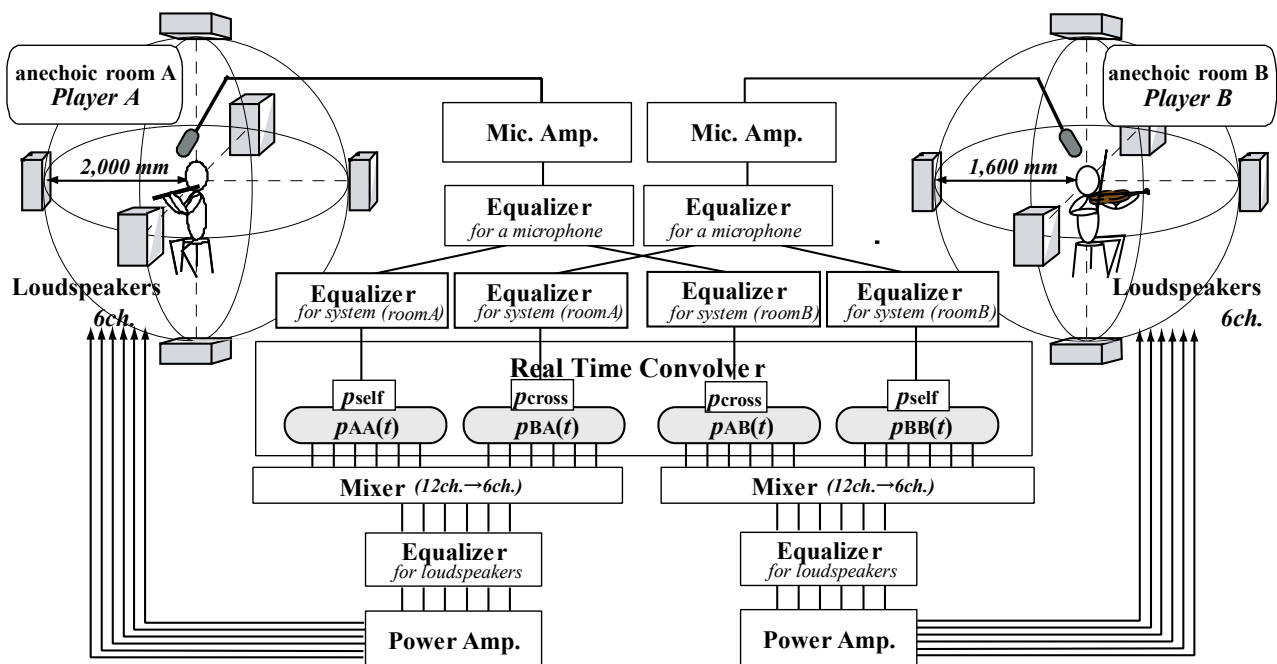 anechoic room A
Player A
anechoic room B
Player B
2,000 mm
1,600 mm
Mic. Amp.
Mic. Amp.
Equalizer
for a microphone
Equalizer
for a microphone
Loudspeakers
6ch.
Loudspeakers
6ch.
Equalizer
for system (roomA)
Equalizer
for system (roomA)
Equalizer
for system (roomB)
Equalizer
for system (roomB)
Real Time Convolver
pself
pcross
pcross
pself
pAA(t)
pBA(t)
pAB(t)
pBB(t)
Mixer (12ch.→6ch.)
Mixer (12ch.→6ch.)
Equalizer
for loudspeakers
Equalizer
for loudspeakers
Power Amp.
Power Amp.